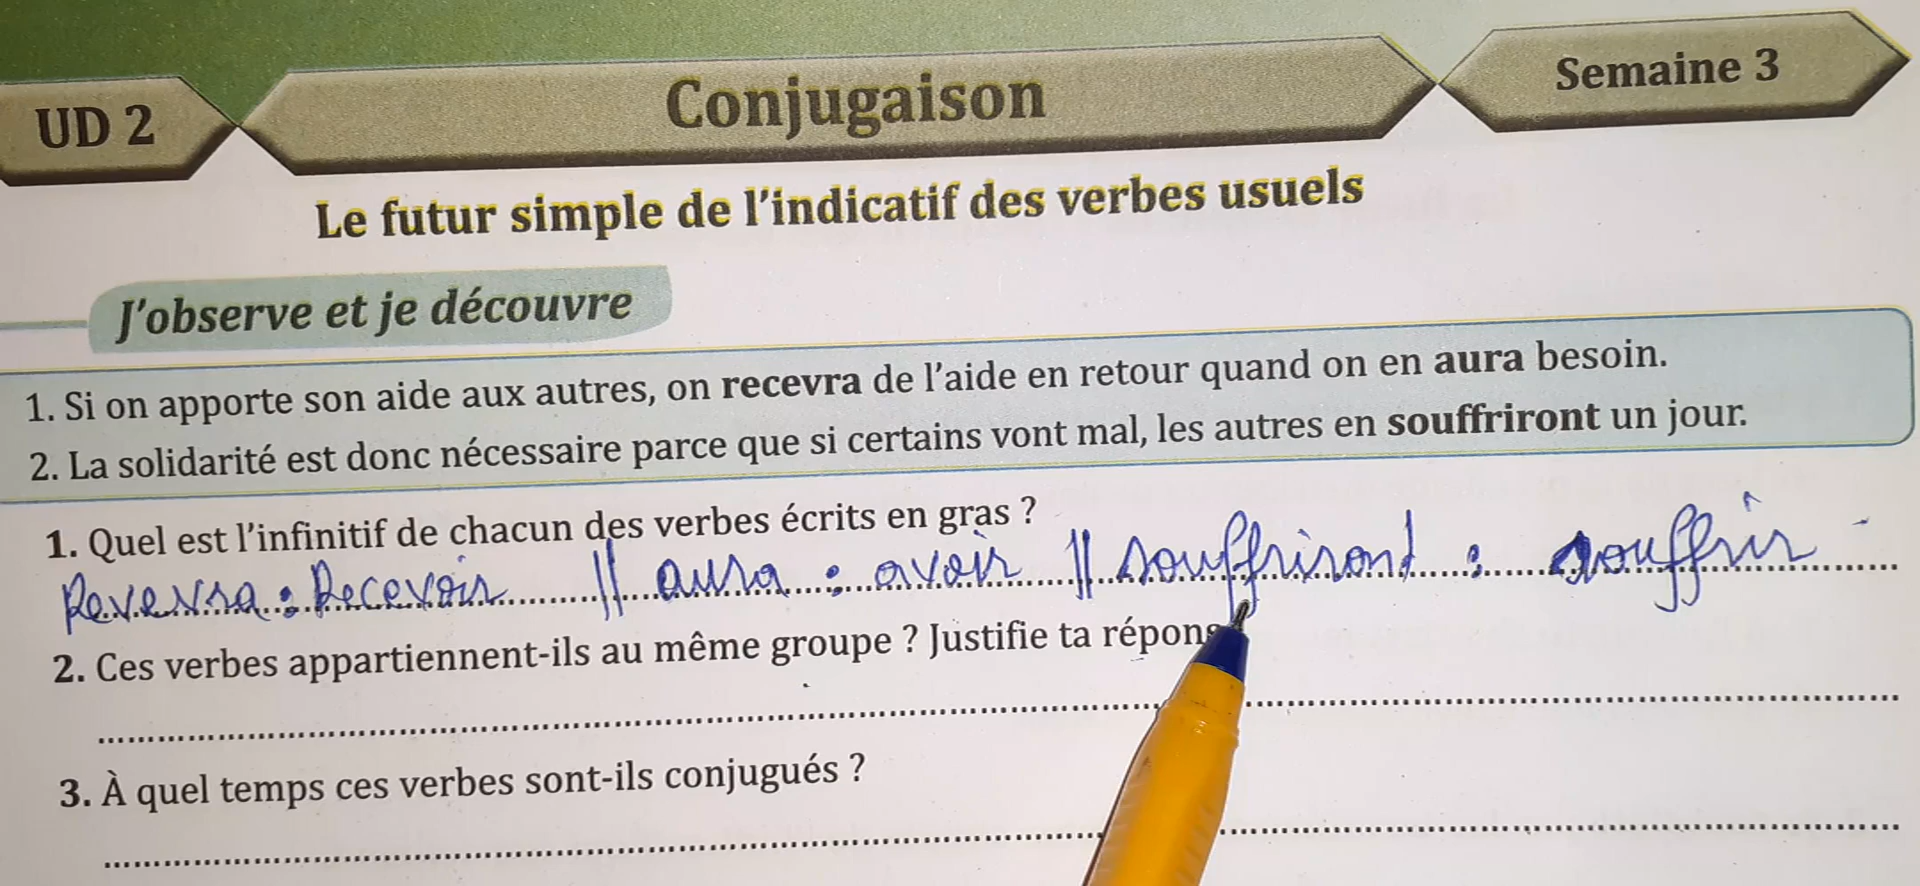 UD 2
Conjugaison
Semaine 3
Le futur simple de l'indicatif des verbes usuels
J'observe et je découvre
1. Si on apporte son aide aux autres, on recevra de l'aide en retour quand on en aura besoin.
2. La solidarité est donc nécessaire parce que si certains vont mal, les autres en souffriront un jour.
1. Quel est l'infinitif de chacun des verbes écrits en gras ?
Revevra : Recevoir || aura : avoir || souffriront : souffrir
2. Ces verbes appartiennent-ils au même groupe ? Justifie ta répons
3. À quel temps ces verbes sont-ils conjugués ?